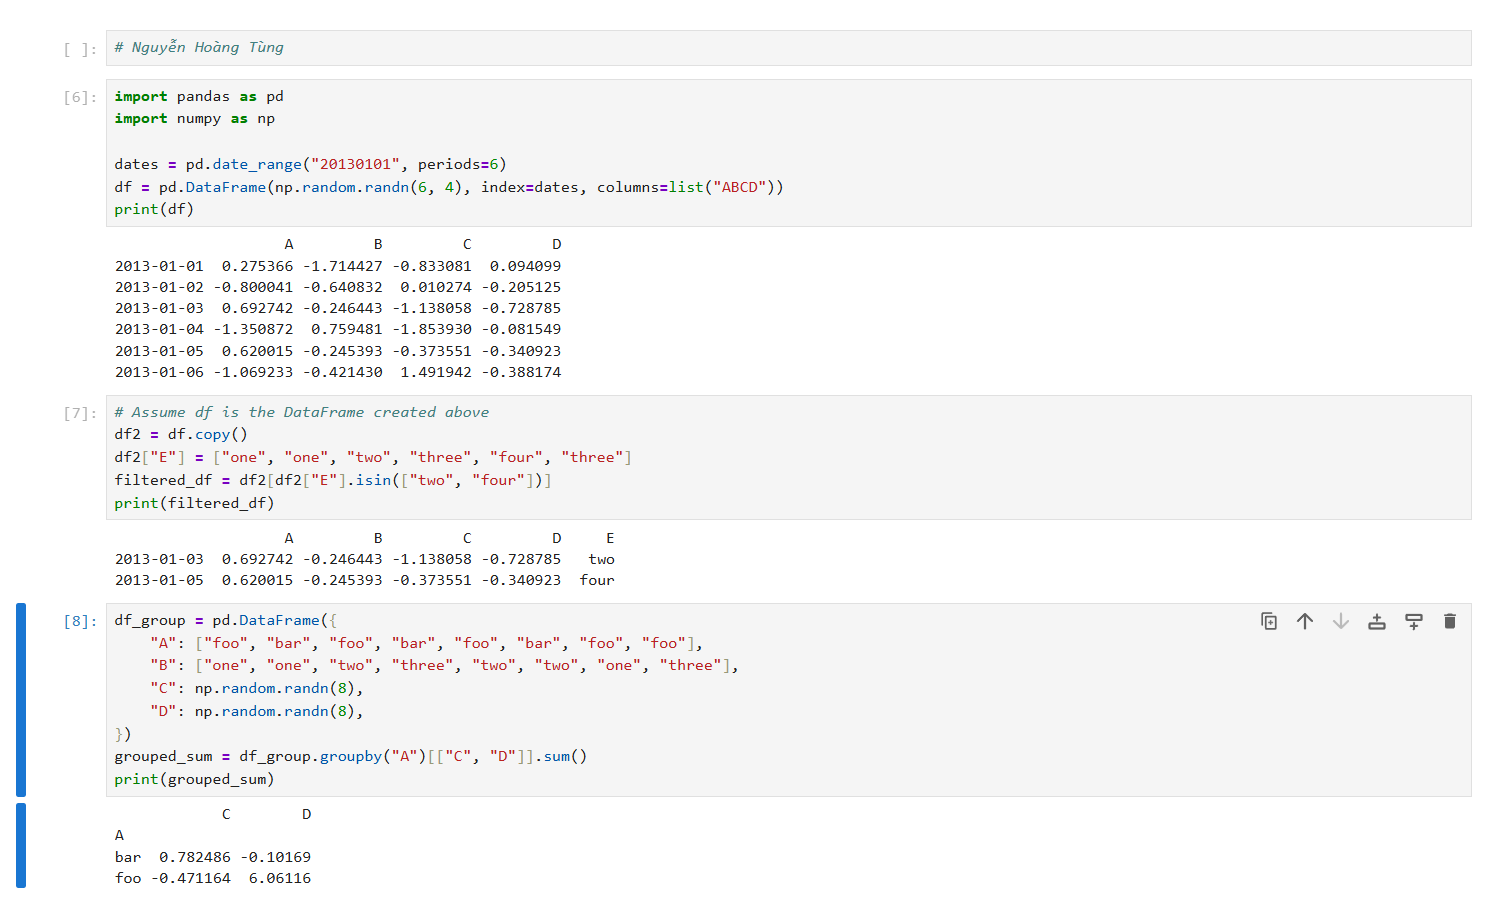 [ ]: # Nguyễn Hoàng Tùng
[6]: import pandas as pd
import numpy as np
dates = pd.date_range("20130101", periods=6)
df = pd.DataFrame(np.random.randn(6, 4), index=dates, columns=list("ABCD"))
print(df)
A B C D
2013-01-01 0.275366 -1.714427 -0.833081 0.094099
2013-01-02 -0.800041 -0.640832 0.010274 -0.205125
2013-01-03 0.692742 -0.246443 -1.138058 -0.728785
2013-01-04 -1.350872 0.759481 -1.853930 -0.081549
2013-01-05 0.620015 -0.245393 -0.373551 -0.340923
2013-01-06 -1.069233 -0.421430 1.491942 -0.388174
[7]: # Assume df is the DataFrame created above
df2 = df.copy()
df2["E"] = ["one", "one", "two", "three", "four", "three"]
filtered_df = df2[df2["E"].isin(["two", "four"])]
print(filtered_df)
A B C D E
2013-01-03 0.692742 -0.246443 -1.138058 -0.728785 two
2013-01-05 0.620015 -0.245393 -0.373551 -0.340923 four
[8]: df_group = pd.DataFrame({
"A": ["foo", "bar", "foo", "bar", "foo", "bar", "foo", "foo"],
"B": ["one", "one", "two", "three", "two", "two", "one", "three"],
"C": np.random.randn(8),
"D": np.random.randn(8),
})
grouped_sum = df_group.groupby("A")[["C", "D"]].sum()
print(grouped_sum)
C D
A
bar 0.782486 -0.10169
foo -0.471164 6.06116